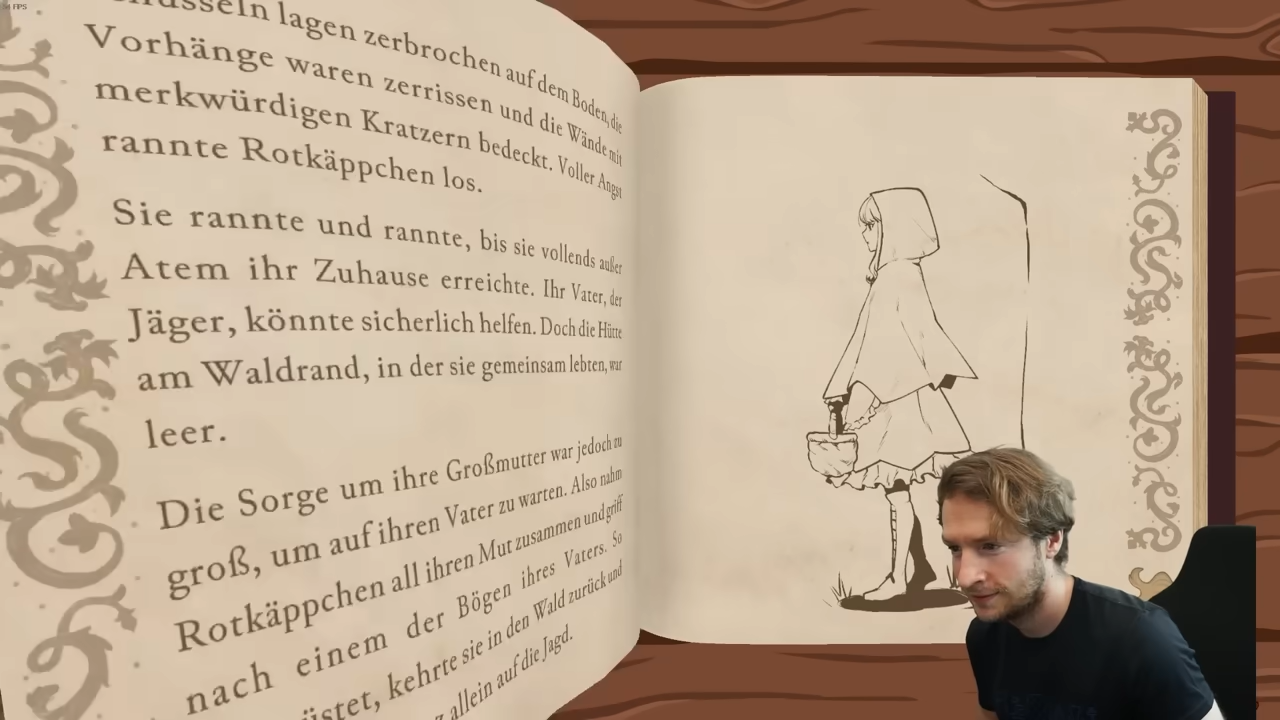 lagen zerbrochen auf dem Boden, die
Vorhänge waren zerrissen und die Wände mit
merkwürdigen Kratzern bedeckt. Voller Angst
rannte Rotkäppchen los.
Sie rannte und rannte, bis sie vollends außer
Atem ihr Zuhause erreichte. Ihr Vater, der
Jäger, könnte sicherlich helfen. Doch die Hütte
am Waldrand, in der sie gemeinsam lebten, war
leer.
Die Sorge um ihre Großmutter war jedoch zu
groß, um auf ihren Vater zu warten. Also nahm
Rotkäppchen all ihren Mut zusammen und griff
nach einem der Bögen ihres Vaters. So
kehrte sie in den Wald zurück und
allein auf die Jagd.